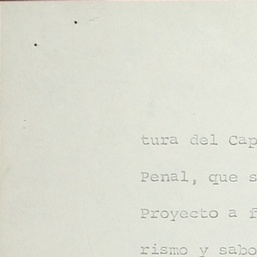 tura del Cap
Penal, que s
Proyecto a f
rismo y sabo